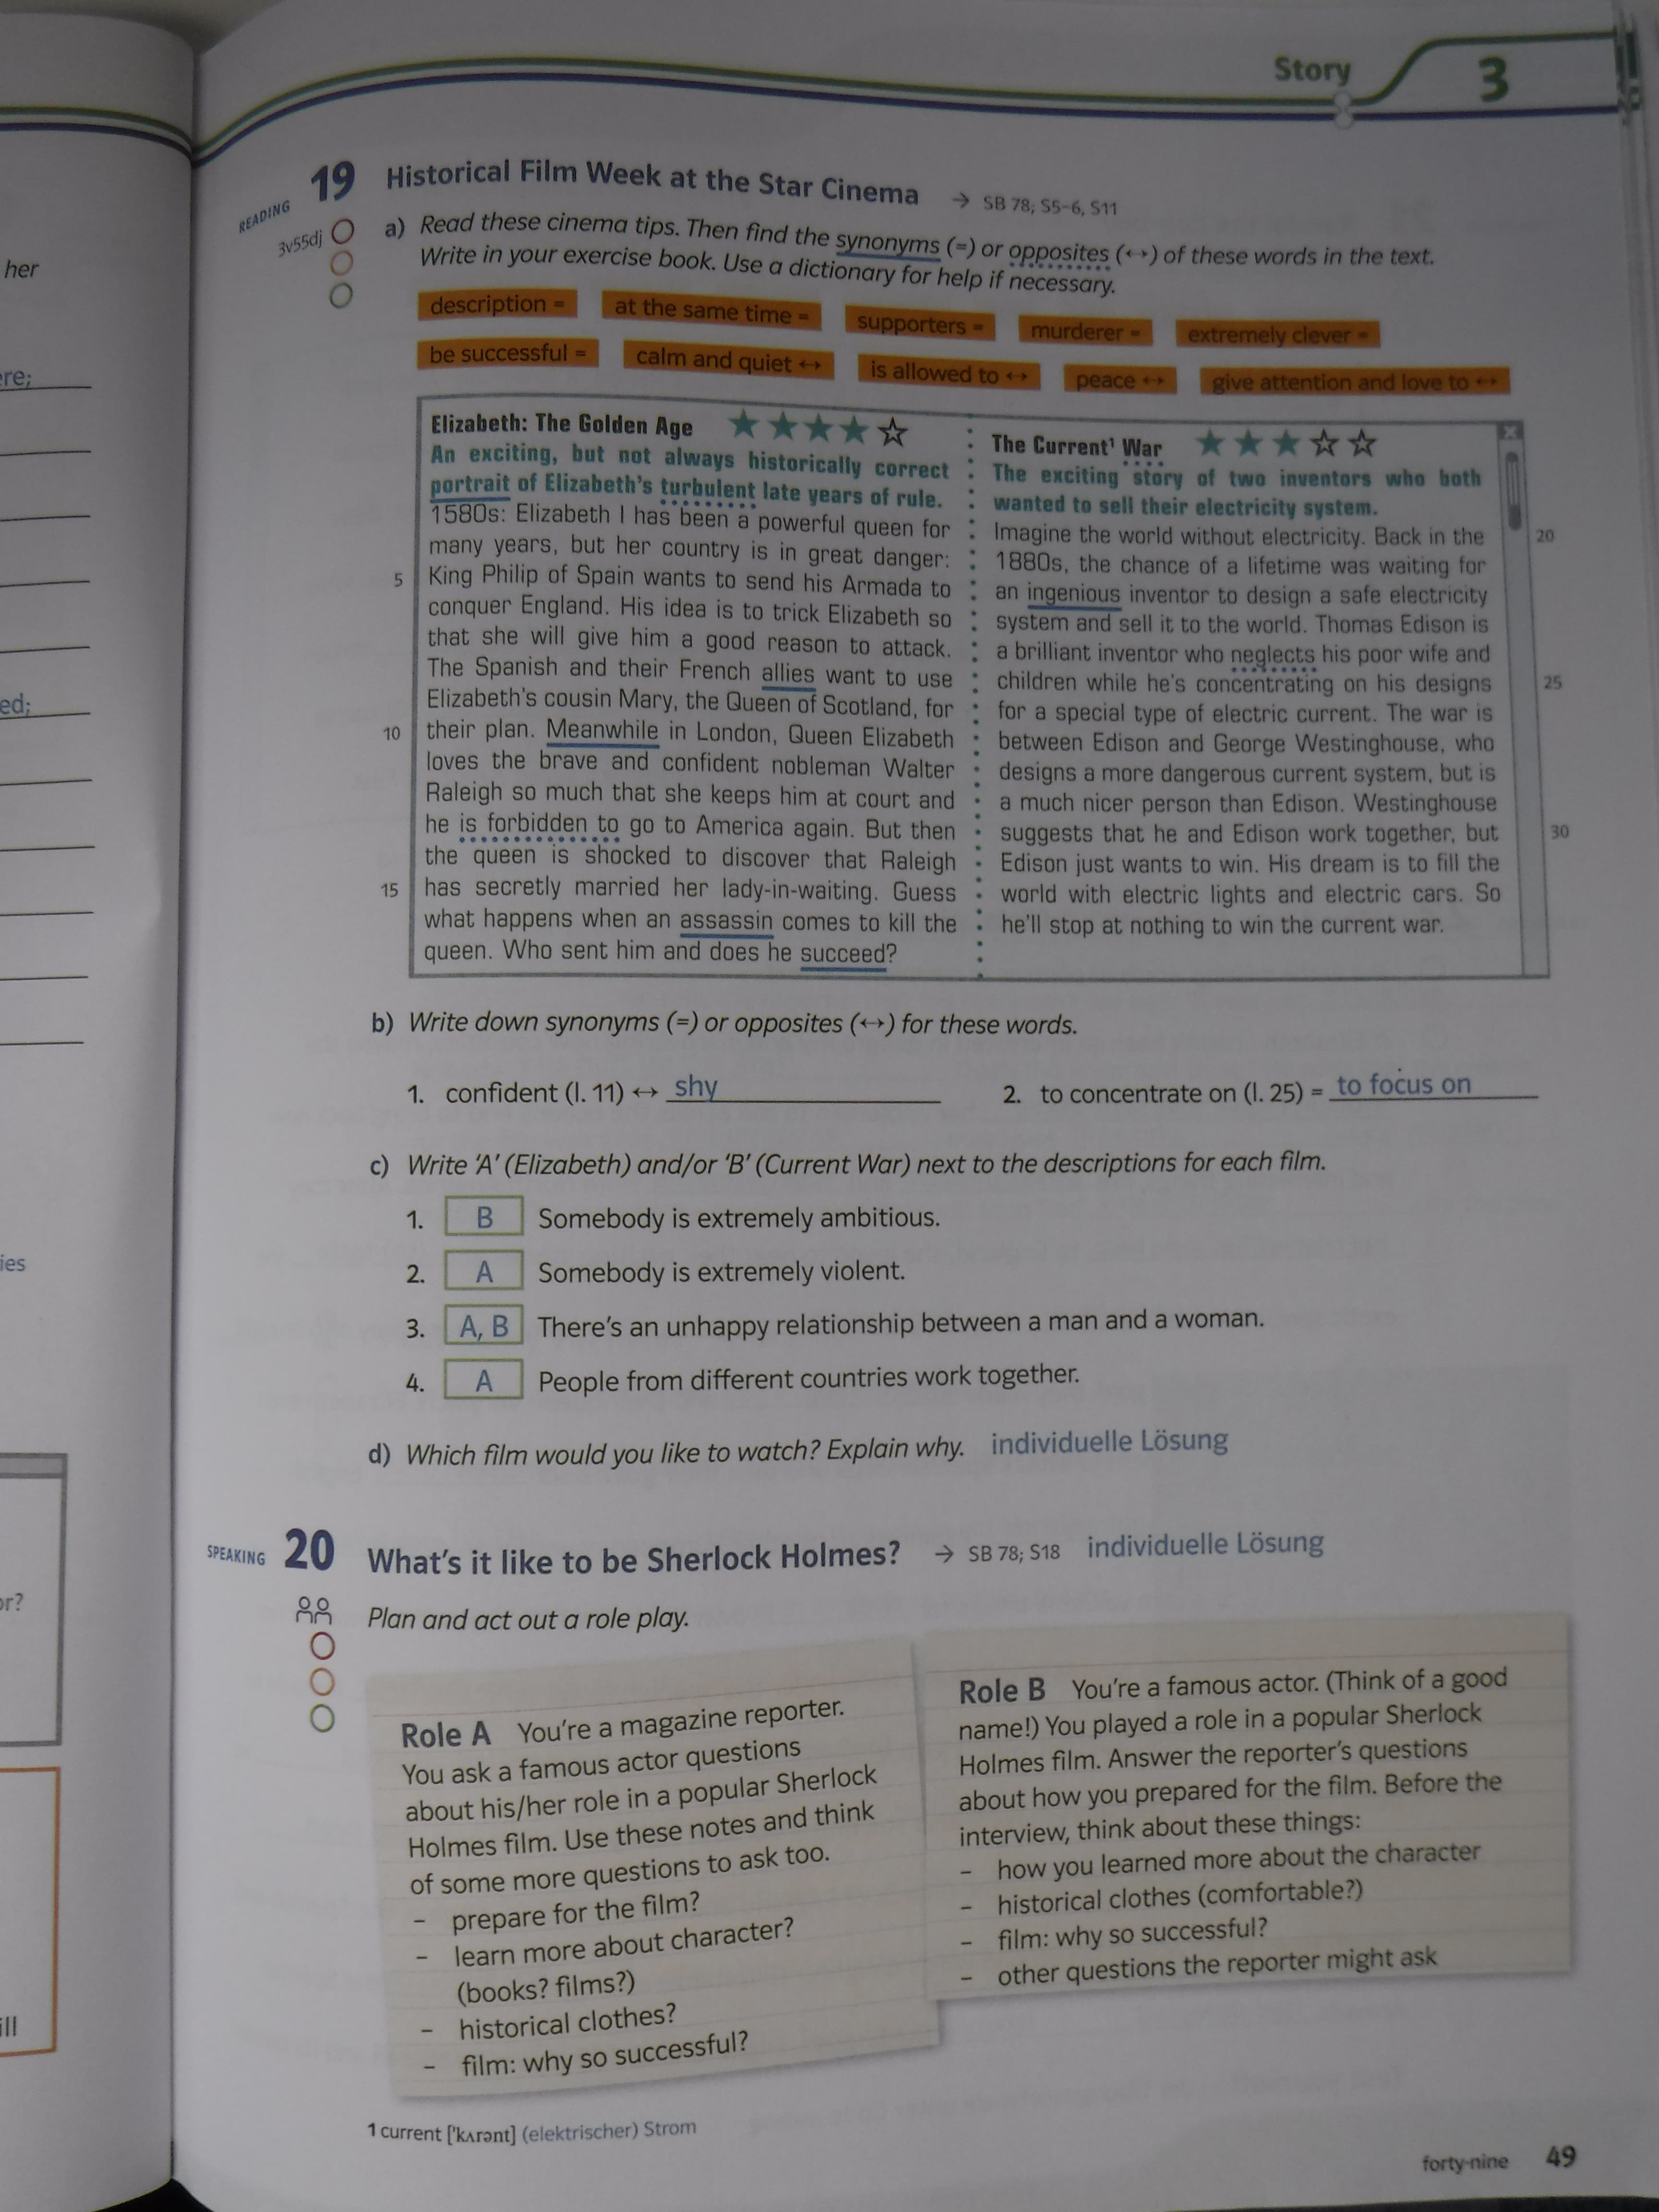 Story 3
her
re;
ed;
ies
or?
ill
READING 19 Historical Film Week at the Star Cinema → SB 78; S5–6, S11
3v55dj
a) Read these cinema tips. Then find the synonyms (=) or opposites (↔) of these words in the text.
Write in your exercise book. Use a dictionary for help if necessary.
description = at the same time = supporters = murderer = extremely clever =
be successful = calm and quiet ↔ is allowed to ↔ peace ↔ give attention and love to ↔
Elizabeth: The Golden Age ★★★★☆
An exciting, but not always historically correct
portrait of Elizabeth's turbulent late years of rule.
1580s: Elizabeth I has been a powerful queen for
many years, but her country is in great danger:
5 King Philip of Spain wants to send his Armada to
conquer England. His idea is to trick Elizabeth so
that she will give him a good reason to attack.
The Spanish and their French allies want to use
Elizabeth's cousin Mary, the Queen of Scotland, for
10 their plan. Meanwhile in London, Queen Elizabeth
loves the brave and confident nobleman Walter
Raleigh so much that she keeps him at court and
he is forbidden to go to America again. But then
the queen is shocked to discover that Raleigh
15 has secretly married her lady-in-waiting. Guess
what happens when an assassin comes to kill the
queen. Who sent him and does he succeed?
The Current¹ War ★★★☆☆
The exciting story of two inventors who both
wanted to sell their electricity system.
Imagine the world without electricity. Back in the 20
1880s, the chance of a lifetime was waiting for
an ingenious inventor to design a safe electricity
system and sell it to the world. Thomas Edison is
a brilliant inventor who neglects his poor wife and
children while he's concentrating on his designs 25
for a special type of electric current. The war is
between Edison and George Westinghouse, who
designs a more dangerous current system, but is
a much nicer person than Edison. Westinghouse
suggests that he and Edison work together, but 30
Edison just wants to win. His dream is to fill the
world with electric lights and electric cars. So
he'll stop at nothing to win the current war.
b) Write down synonyms (=) or opposites (↔) for these words.
1. confident (l. 11) ↔ shy 2. to concentrate on (l. 25) = to focus on
c) Write 'A' (Elizabeth) and/or 'B' (Current War) next to the descriptions for each film.
1. B Somebody is extremely ambitious.
2. A Somebody is extremely violent.
3. A, B There's an unhappy relationship between a man and a woman.
4. A People from different countries work together.
d) Which film would you like to watch? Explain why. individuelle Lösung
SPEAKING 20 What's it like to be Sherlock Holmes? → SB 78; S18 individuelle Lösung
Plan and act out a role play.
Role A You're a magazine reporter.
You ask a famous actor questions
about his/her role in a popular Sherlock
Holmes film. Use these notes and think
of some more questions to ask too.
– prepare for the film?
– learn more about character?
(books? films?)
– historical clothes?
– film: why so successful?
Role B You're a famous actor. (Think of a good
name!) You played a role in a popular Sherlock
Holmes film. Answer the reporter's questions
about how you prepared for the film. Before the
interview, think about these things:
– how you learned more about the character
– historical clothes (comfortable?)
– film: why so successful?
– other questions the reporter might ask
1 current ['kʌrənt] (elektrischer) Strom
forty-nine 49